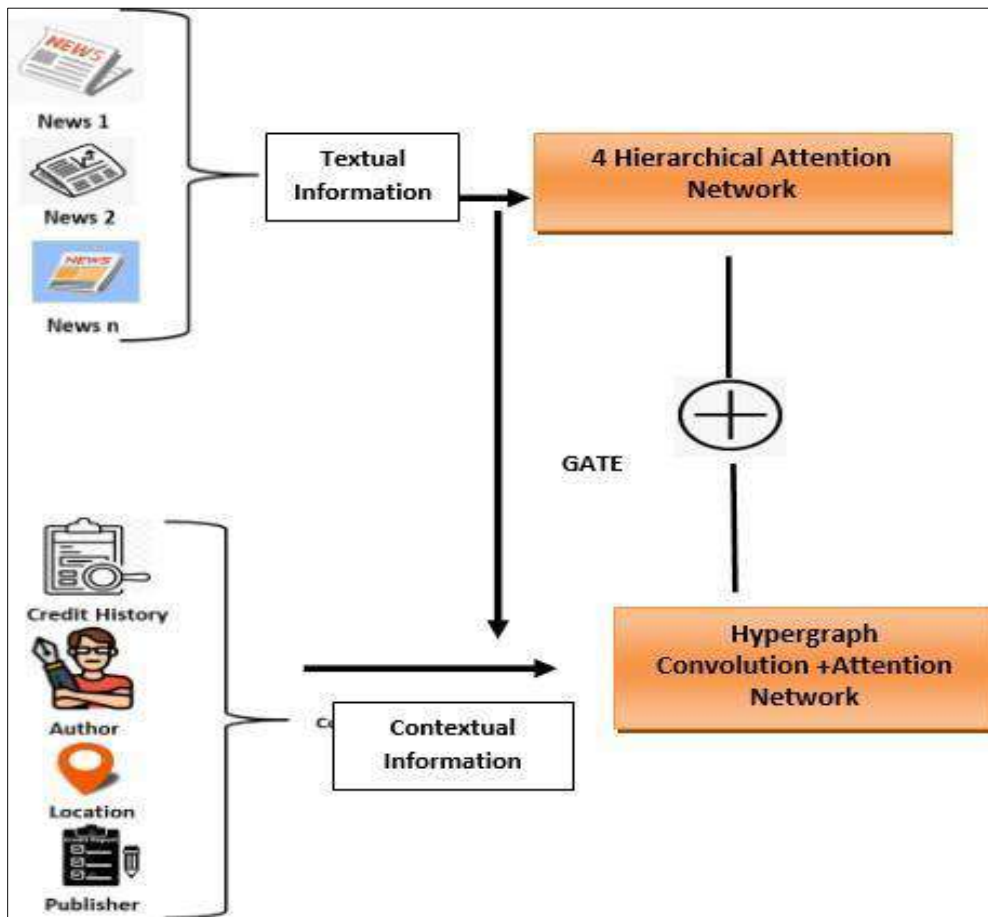 NEWS
News 1
News 2
NEWS
News n
Textual
Information
4 Hierarchical Attention
Network
GATE
Credit History
Author
Location
Publisher
Contextual
Information
Hypergraph
Convolution +Attention
Network